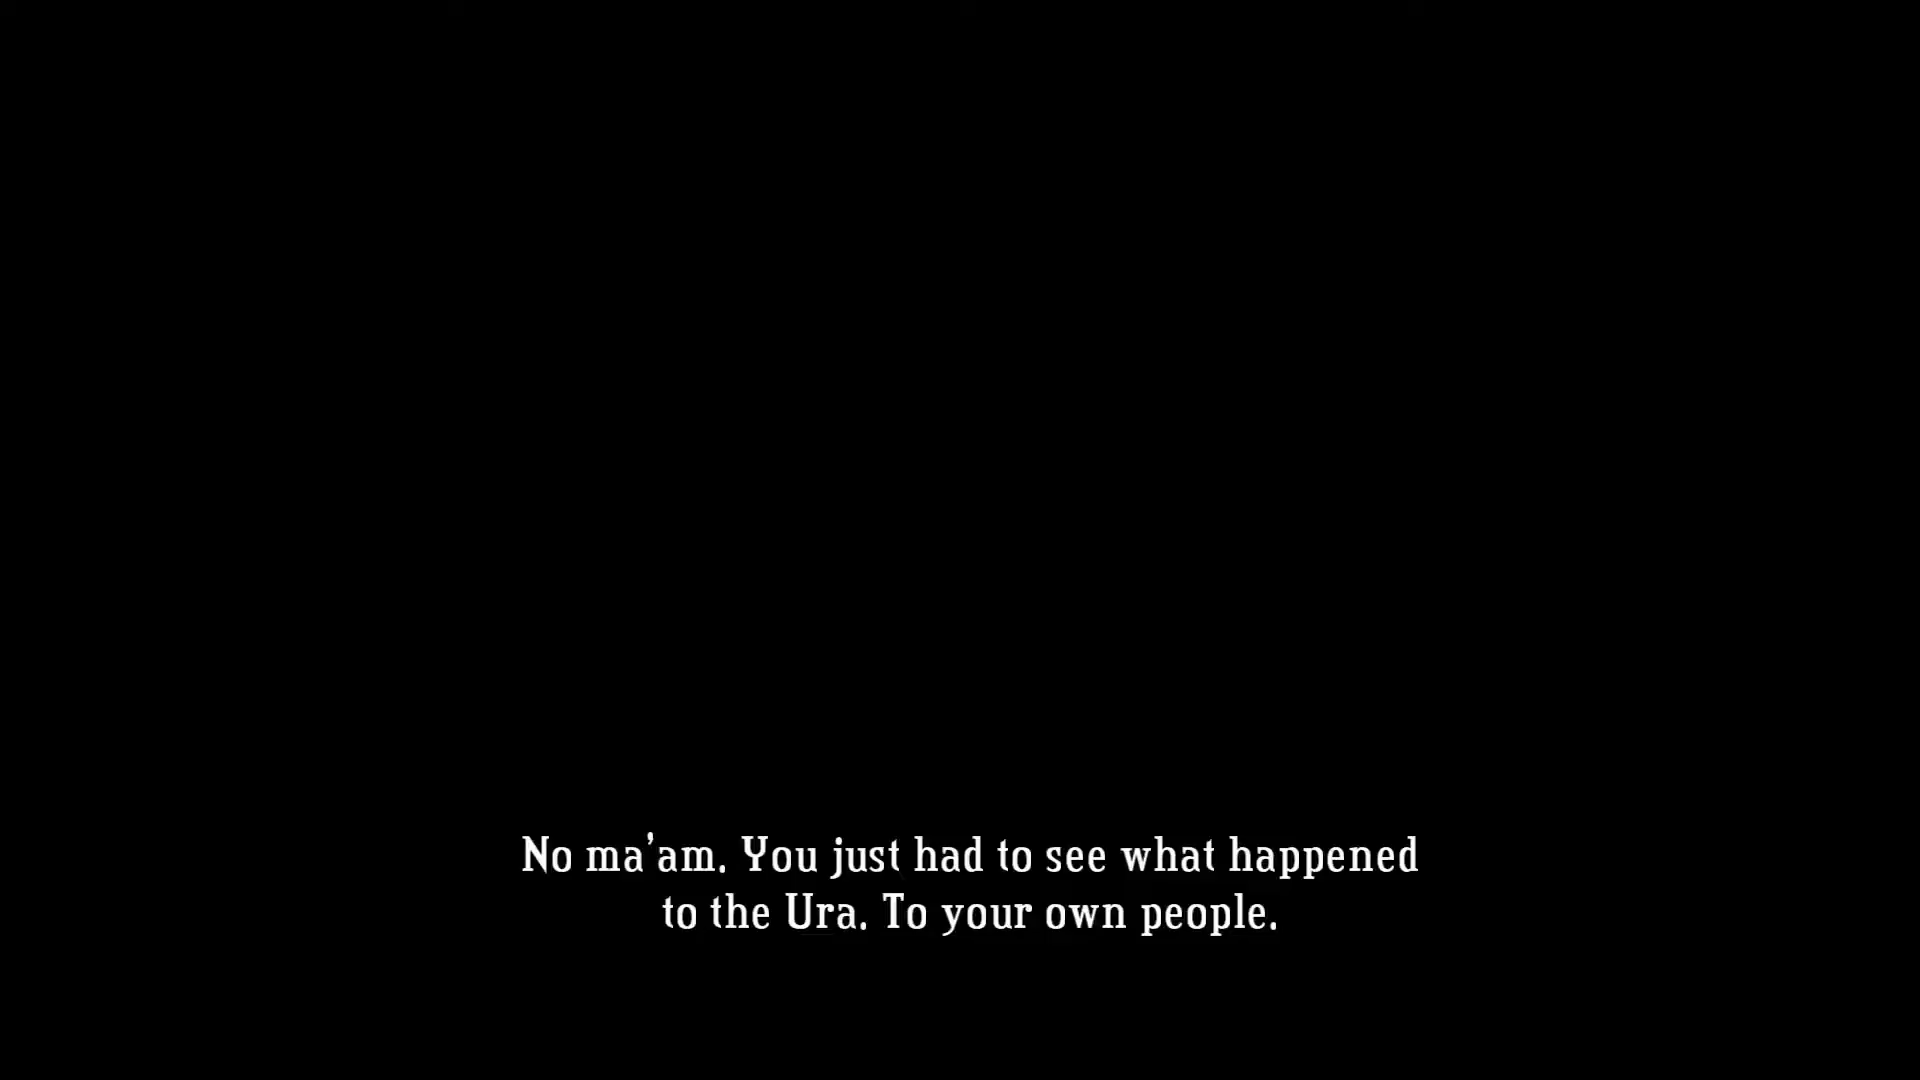 No ma’am. You just had to see what happened
to the Ura. To your own people.